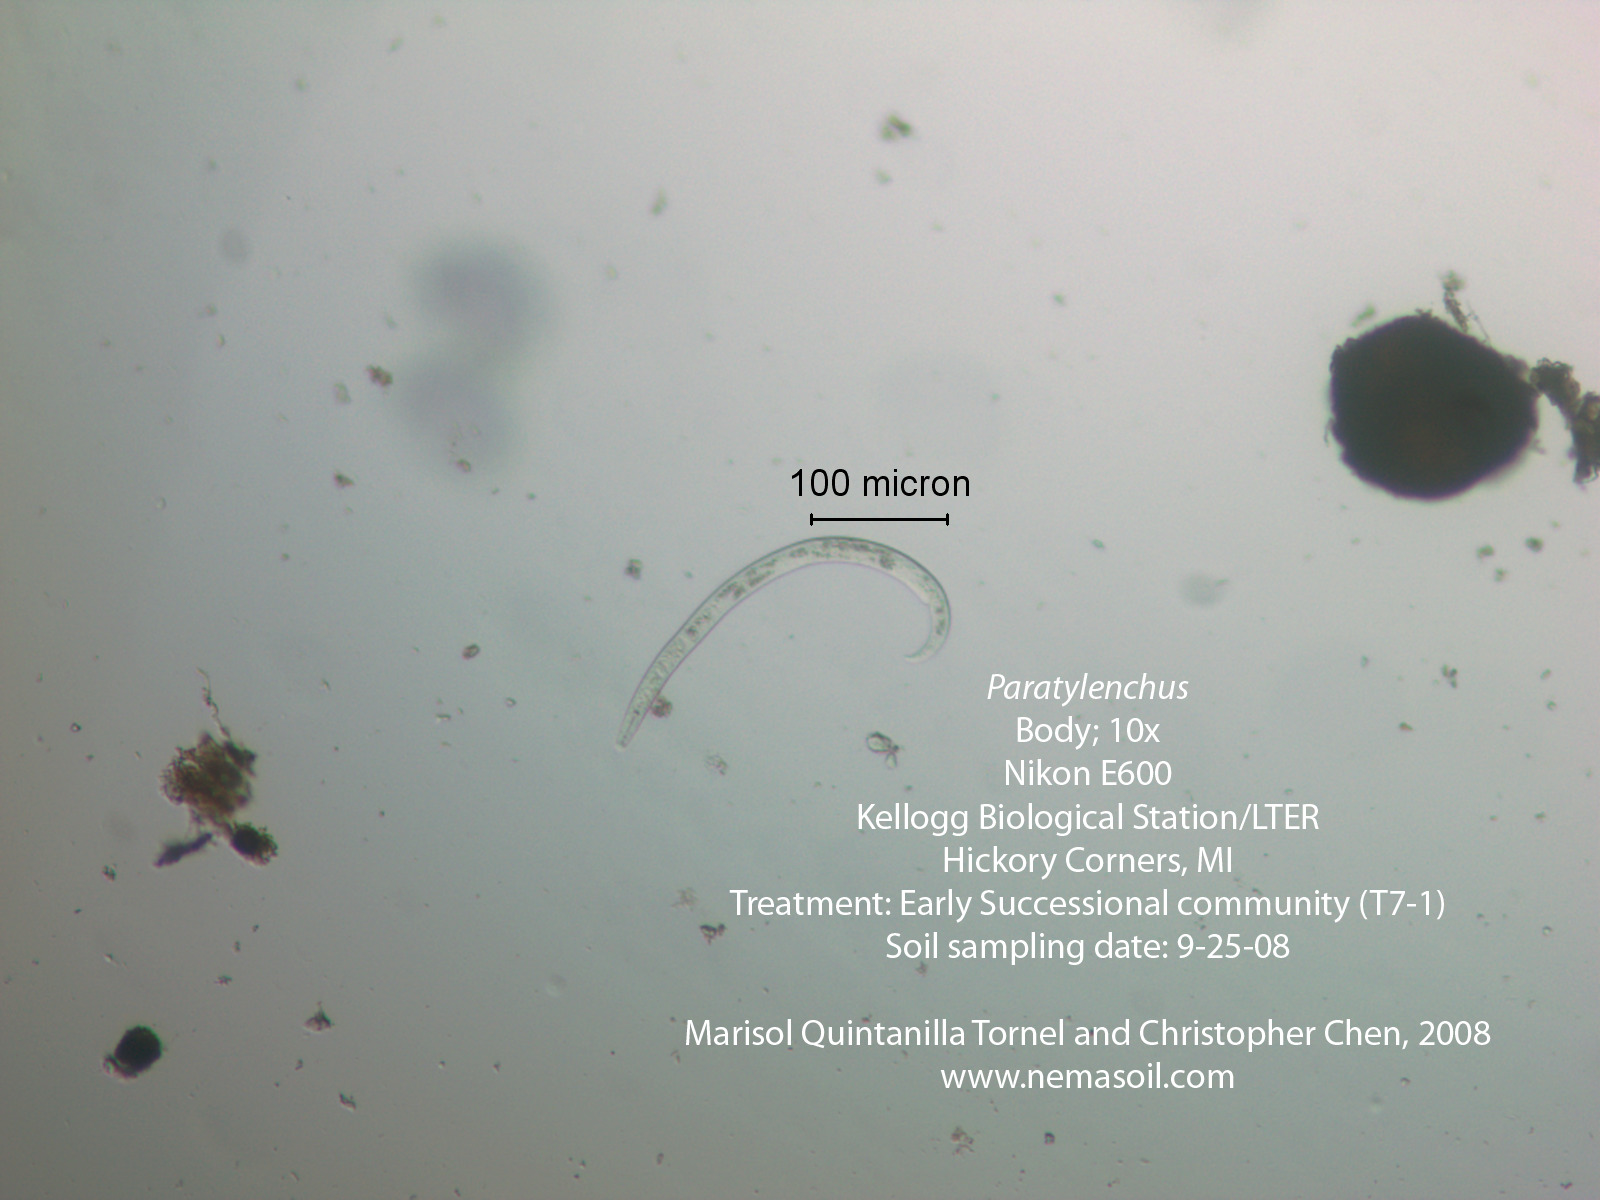 100 micron
Paratylenchus
Body; 10x
Nikon E600
Kellogg Biological Station/LTER
Hickory Corners, MI
Treatment: Early Successional community (T7-1)
Soil sampling date: 9-25-08
Marisol Quintanilla Tornel and Christopher Chen, 2008
www.nemasoil.com